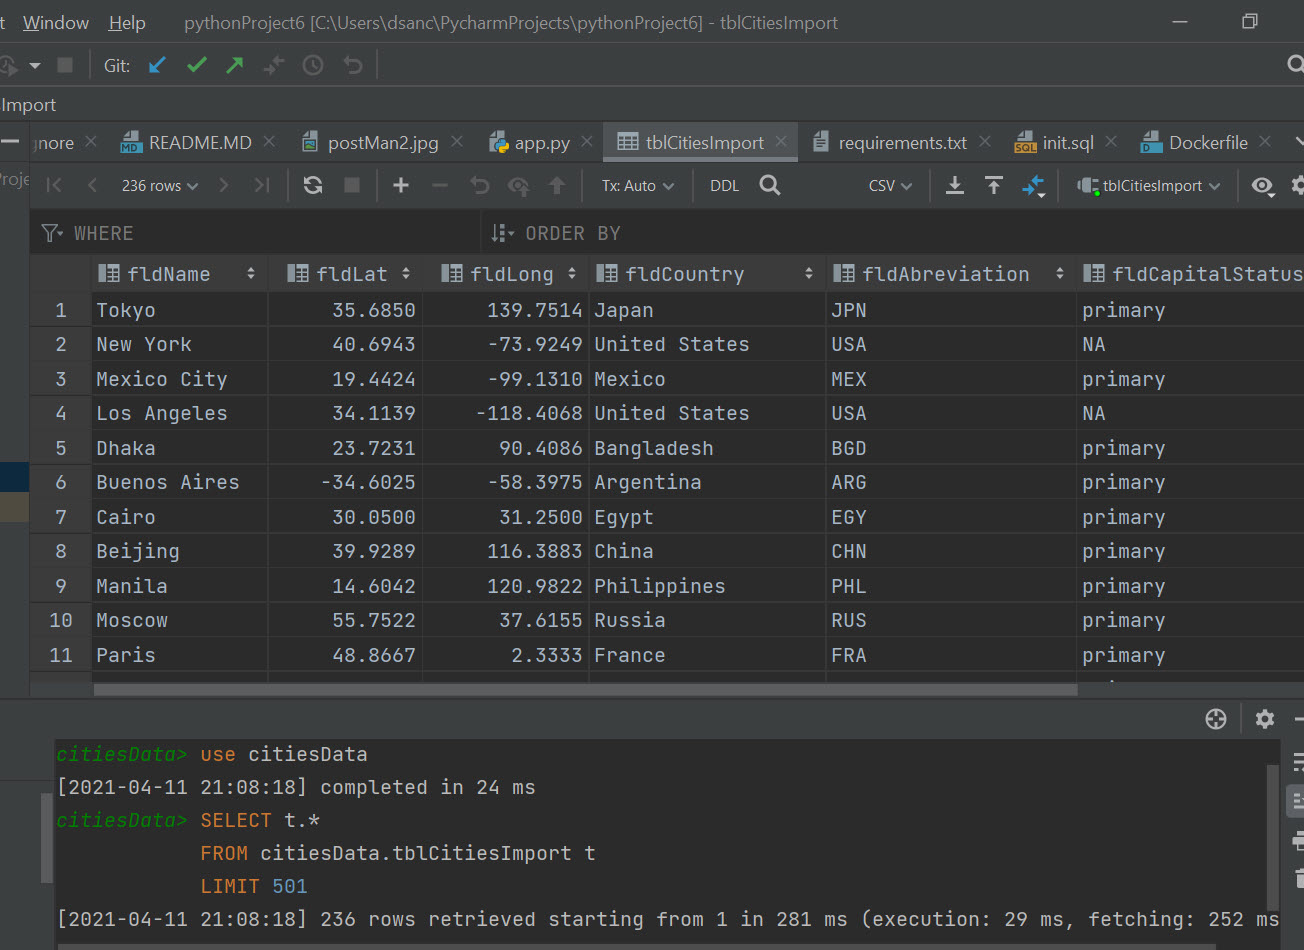 t Window Help pythonProject6 [C:\Users\dsanc\PycharmProjects\pythonProject6] - tblCitiesImport
Git:
Import
nore README.MD postMan2.jpg app.py tblCitiesImport requirements.txt init.sql Dockerfile
Proje 236 rows Tx: Auto DDL CSV tblCitiesImport
WHERE ORDER BY
fldName fldLat fldLong fldCountry fldAbreviation fldCapitalStatus
1 Tokyo 35.6850 139.7514 Japan JPN primary
2 New York 40.6943 -73.9249 United States USA NA
3 Mexico City 19.4424 -99.1310 Mexico MEX primary
4 Los Angeles 34.1139 -118.4068 United States USA NA
5 Dhaka 23.7231 90.4086 Bangladesh BGD primary
6 Buenos Aires -34.6025 -58.3975 Argentina ARG primary
7 Cairo 30.0500 31.2500 Egypt EGY primary
8 Beijing 39.9289 116.3883 China CHN primary
9 Manila 14.6042 120.9822 Philippines PHL primary
10 Moscow 55.7522 37.6155 Russia RUS primary
11 Paris 48.8667 2.3333 France FRA primary
citiesData> use citiesData
[2021-04-11 21:08:18] completed in 24 ms
citiesData> SELECT t.*
FROM citiesData.tblCitiesImport t
LIMIT 501
[2021-04-11 21:08:18] 236 rows retrieved starting from 1 in 281 ms (execution: 29 ms, fetching: 252 ms